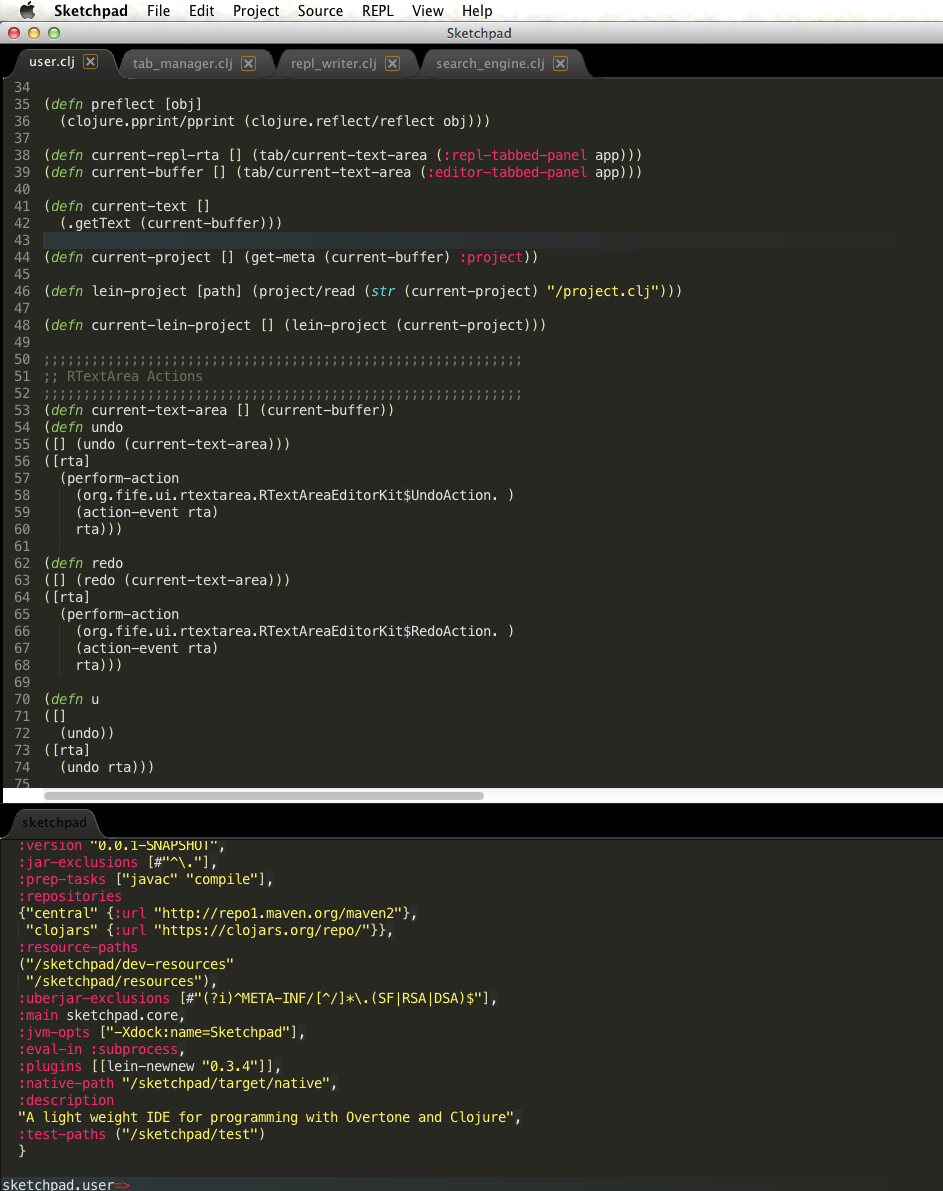 Sketchpad File Edit Project Source REPL View Help
Sketchpad
user.clj tab_manager.clj repl_writer.clj search_engine.clj
34
35 (defn preflect [obj]
36   (clojure.pprint/pprint (clojure.reflect/reflect obj)))
37
38 (defn current-repl-rta [] (tab/current-text-area (:repl-tabbed-panel app)))
39 (defn current-buffer [] (tab/current-text-area (:editor-tabbed-panel app)))
40
41 (defn current-text []
42   (.getText (current-buffer)))
43
44 (defn current-project [] (get-meta (current-buffer) :project))
45
46 (defn lein-project [path] (project/read (str (current-project) "/project.clj")))
47
48 (defn current-lein-project [] (lein-project (current-project)))
49
50 ;;;;;;;;;;;;;;;;;;;;;;;;;;;;;;;;;;;;;;;;;;;;;;;;;;;;;;;;;;;;
51 ;; RTextArea Actions
52 ;;;;;;;;;;;;;;;;;;;;;;;;;;;;;;;;;;;;;;;;;;;;;;;;;;;;;;;;;;;;
53 (defn current-text-area [] (current-buffer))
54 (defn undo
55 ([] (undo (current-text-area)))
56 ([rta]
57   (perform-action
58     (org.fife.ui.rtextarea.RTextAreaEditorKit$UndoAction. )
59     (action-event rta)
60     rta)))
61
62 (defn redo
63 ([] (redo (current-text-area)))
64 ([rta]
65   (perform-action
66     (org.fife.ui.rtextarea.RTextAreaEditorKit$RedoAction. )
67     (action-event rta)
68     rta)))
69
70 (defn u
71 ([]
72   (undo))
73 ([rta]
74   (undo rta)))
75
sketchpad
:version "0.0.1-SNAPSHOT",
:jar-exclusions [#"^\."],
:prep-tasks ["javac" "compile"],
:repositories
{"central" {:url "http://repo1.maven.org/maven2"},
 "clojars" {:url "https://clojars.org/repo/"}},
:resource-paths
("/sketchpad/dev-resources"
 "/sketchpad/resources"),
:uberjar-exclusions [#"(?i)^META-INF/[^/]*\.(SF|RSA|DSA)$"],
:main sketchpad.core,
:jvm-opts ["-Xdock:name=Sketchpad"],
:eval-in :subprocess,
:plugins [[lein-newnew "0.3.4"]],
:native-path "/sketchpad/target/native",
:description
"A light weight IDE for programming with Overtone and Clojure",
:test-paths ("/sketchpad/test")
}
sketchpad.user=>